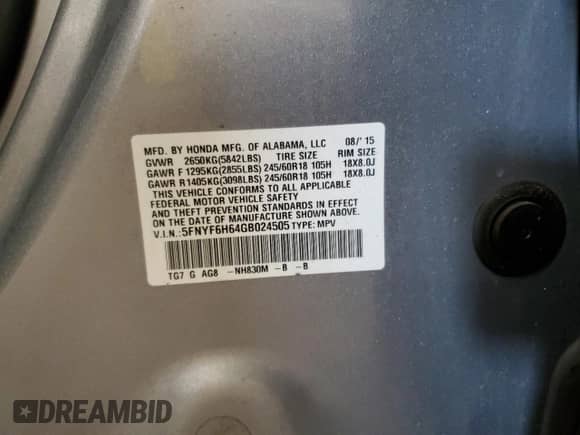 MFD. BY HONDA MFG. OF ALABAMA, LLC 08/'15
GVWR 2650KG(5842LBS) TIRE SIZE RIM SIZE
GAWR F 1295KG(2855LBS) 245/60R18 105H 18X8.0J
GAWR R 1405KG(3098LBS) 245/60R18 105H 18X8.0J
THIS VEHICLE CONFORMS TO ALL APPLICABLE
FEDERAL MOTOR VEHICLE SAFETY
AND THEFT PREVENTION STANDARDS IN EFFECT
ON THE DATE OF MANUFACTURE SHOWN ABOVE.
V.I.N.: 5FNYF6H64GB024505 TYPE: MPV
TG7 G AG8 -NH830M -B -B
DREAMBID